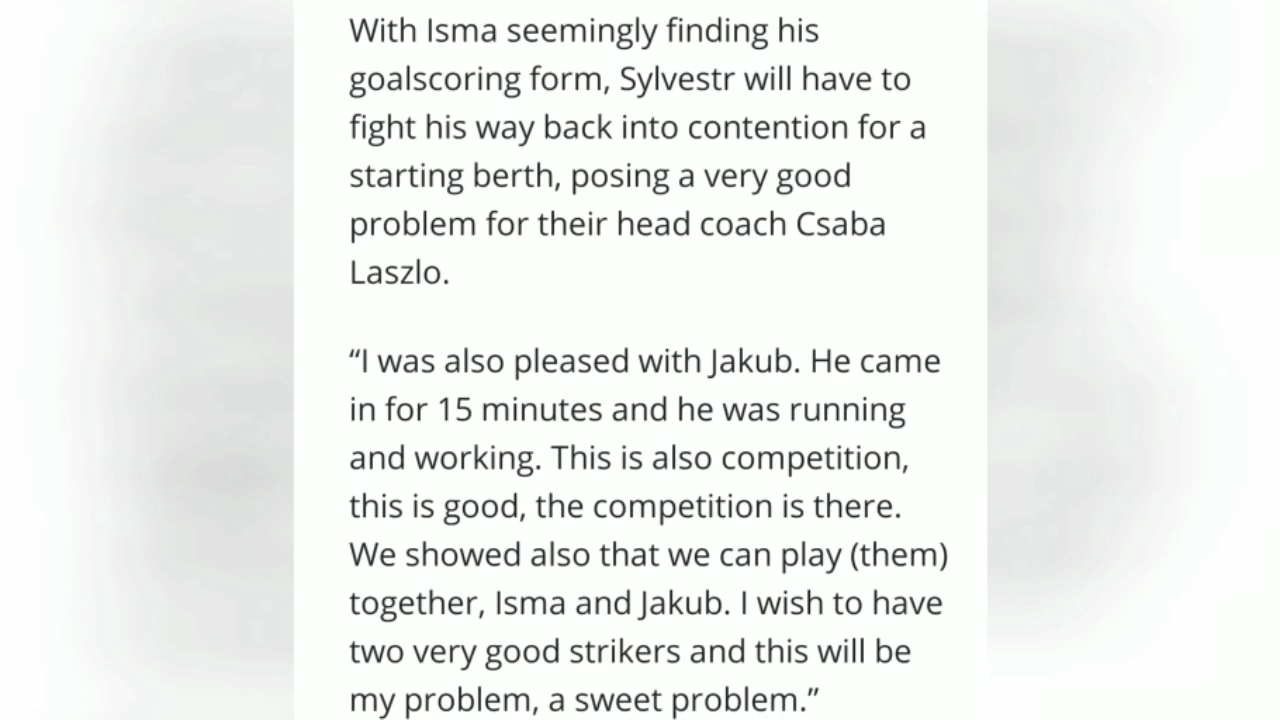 With Isma seemingly finding his
goalscoring form, Sylvestr will have to
fight his way back into contention for a
starting berth, posing a very good
problem for their head coach Csaba
Laszlo.
“I was also pleased with Jakub. He came
in for 15 minutes and he was running
and working. This is also competition,
this is good, the competition is there.
We showed also that we can play (them)
together, Isma and Jakub. I wish to have
two very good strikers and this will be
my problem, a sweet problem.”